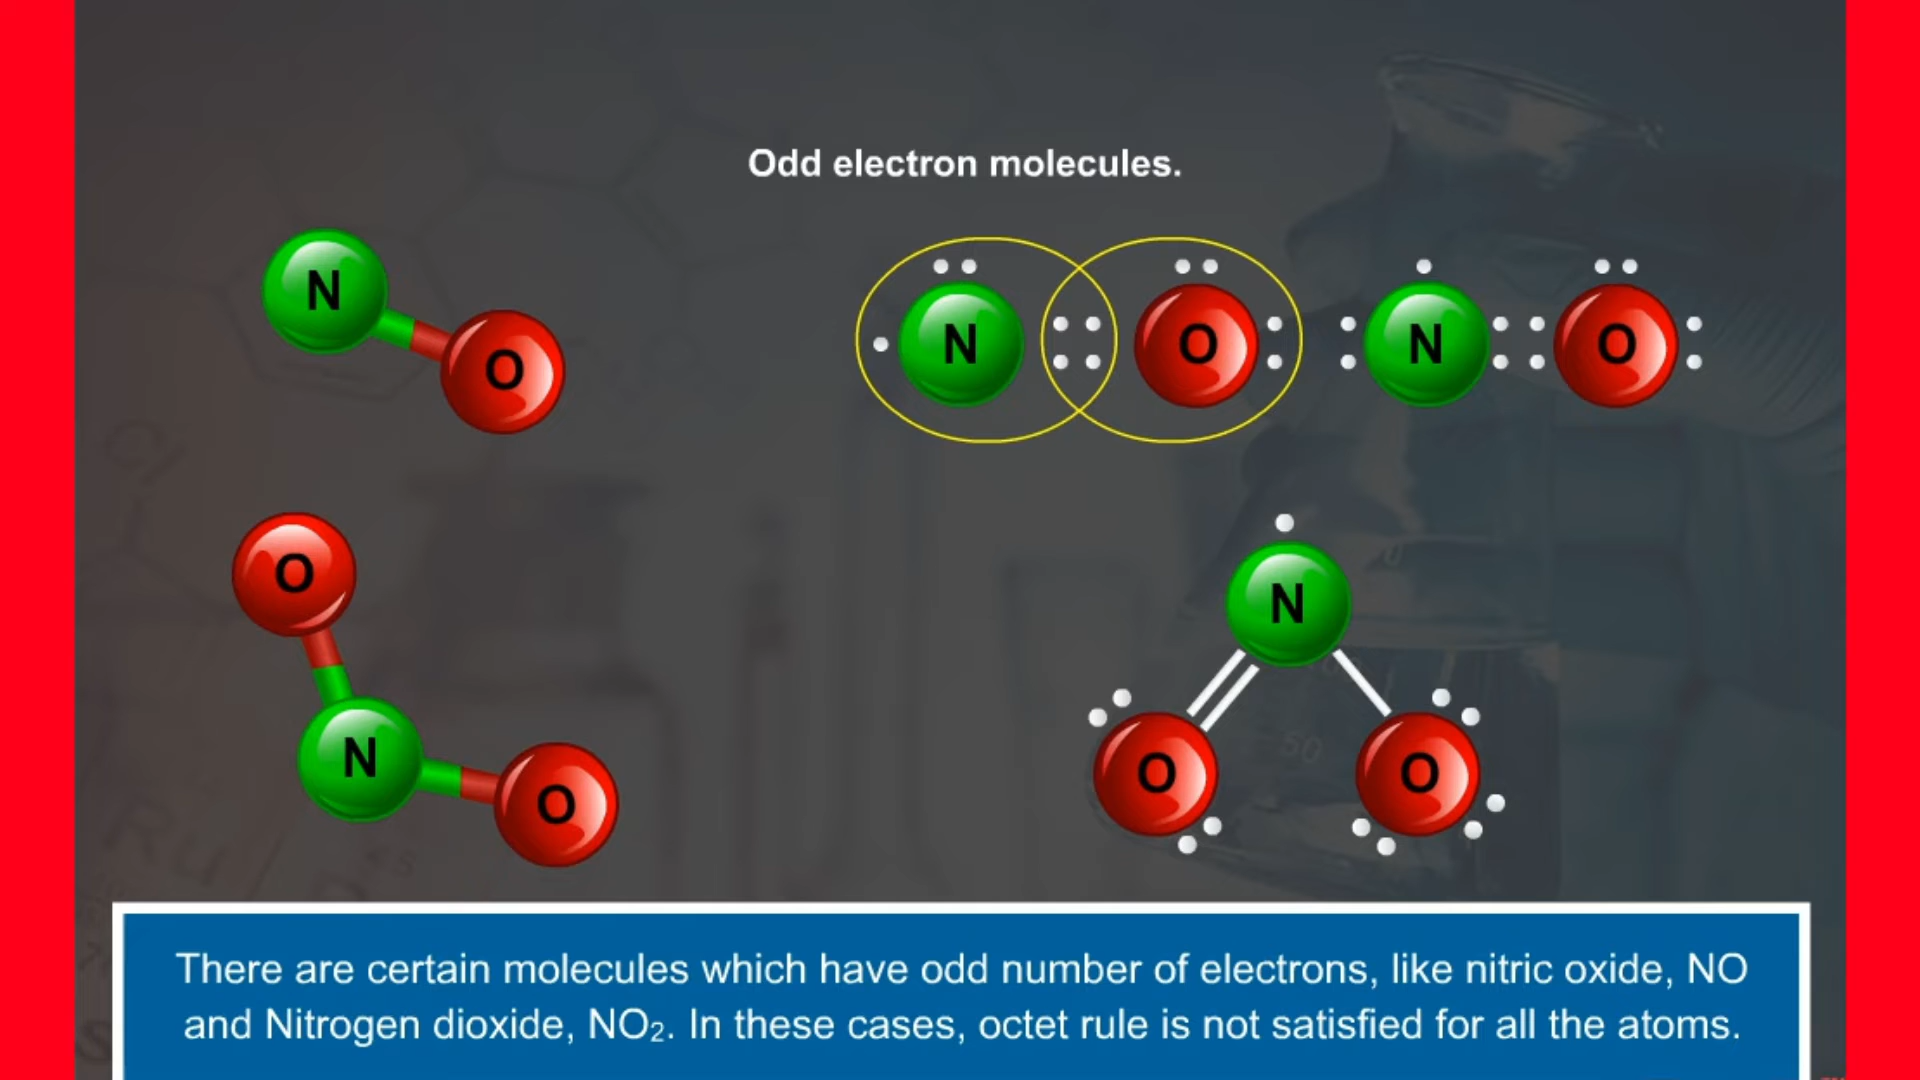 Odd electron molecules.
N
O
N
O
N
O
O
N
O
N
O
O
There are certain molecules which have odd number of electrons, like nitric oxide, NO
and Nitrogen dioxide, NO₂. In these cases, octet rule is not satisfied for all the atoms.